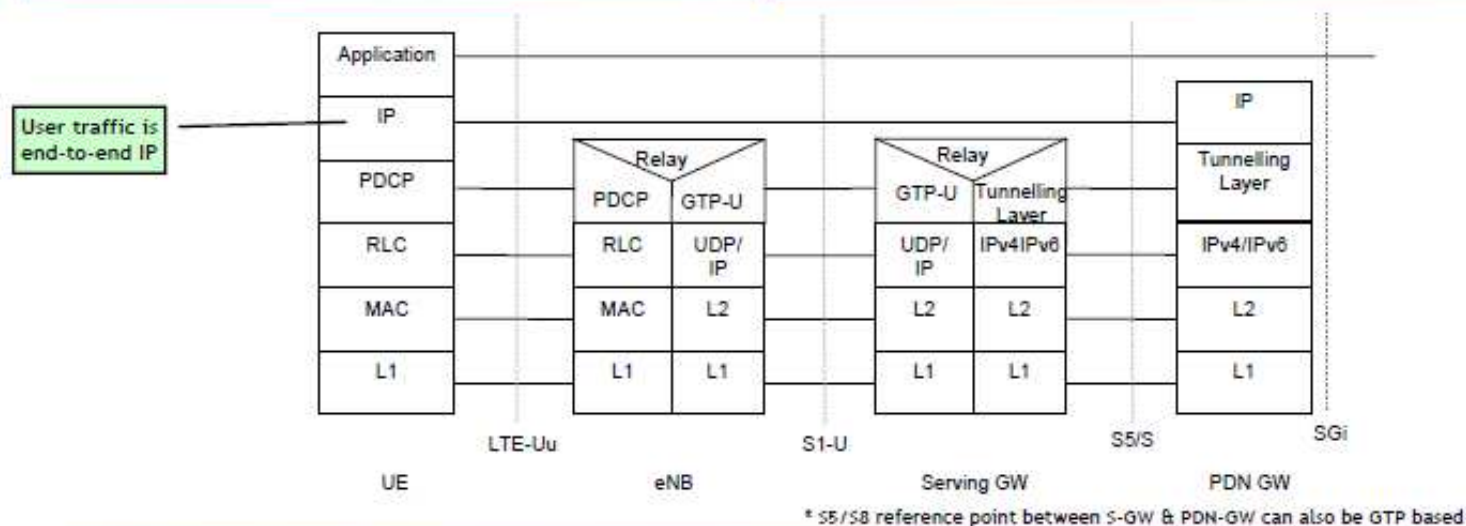 User traffic is
end-to-end IP
Application
IP
PDCP
RLC
MAC
L1
Relay
PDCP
GTP-U
RLC
UDP/
IP
MAC
L2
L1
L1
Relay
GTP-U
Tunnelling
Layer
UDP/
IP
IPv4IPv6
L2
L2
L1
L1
IP
Tunnelling
Layer
IPv4/IPv6
L2
L1
LTE-Uu
S1-U
S5/S
SGi
UE
eNB
Serving GW
PDN GW
* S5/S8 reference point between S-GW & PDN-GW can also be GTP based